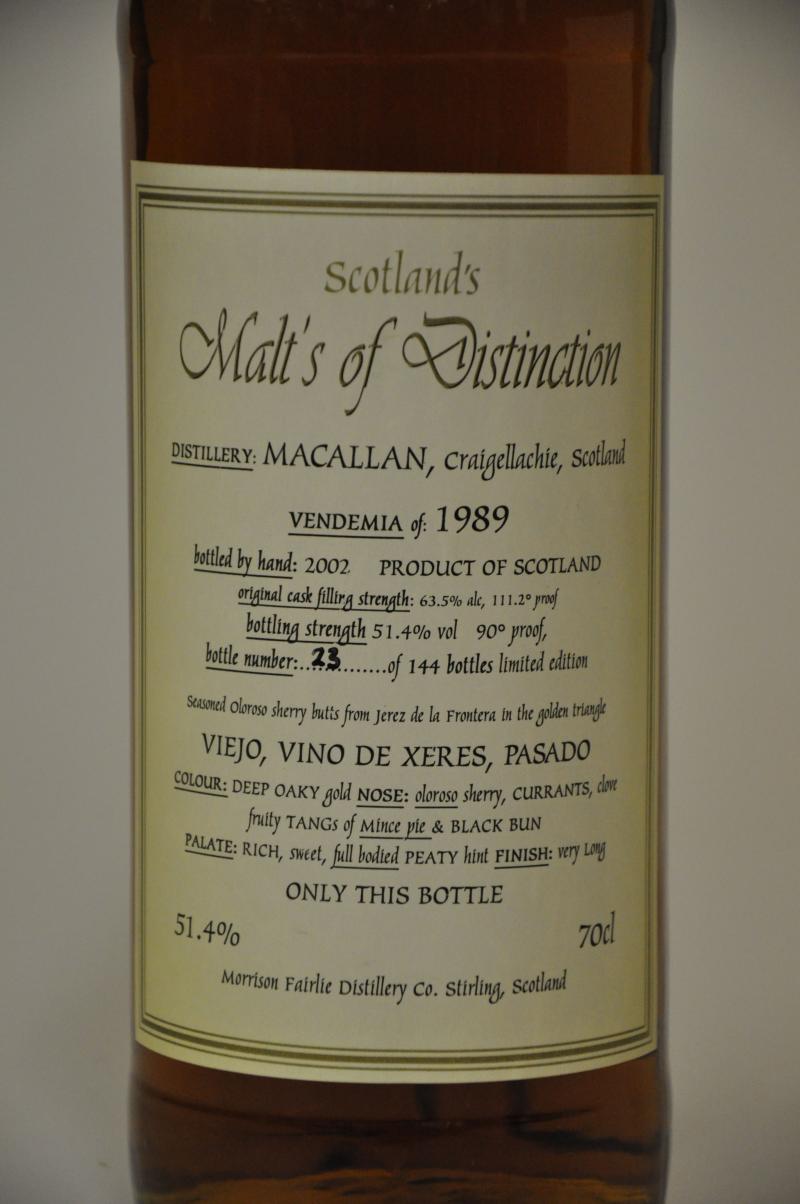 Scotland's
Malt's of Distinction
DISTILLERY: MACALLAN, Craigellachie, Scotland
VENDEMIA of: 1989
bottled by hand: 2002 PRODUCT OF SCOTLAND
original cask filling strength: 63.5% alc, 111.2° proof
bottling strength 51.4% vol 90° proof,
bottle number:..23........of 144 bottles limited edition
Seasoned Oloroso sherry butts from Jerez de la Frontera in the golden triangle
VIEJO, VINO DE XERES, PASADO
COLOUR: DEEP OAKY gold NOSE: oloroso sherry, CURRANTS, clove
fruity TANGS of Mince pie & BLACK BUN
PALATE: RICH, sweet, full bodied PEATY hint FINISH: very Long
ONLY THIS BOTTLE
51.4% 70cl
Morrison Fairlie Distillery Co. Stirling, Scotland